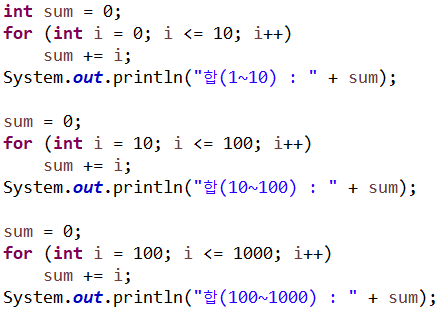 int sum = 0;
for (int i = 0; i <= 10; i++)
    sum += i;
System.out.println("합(1~10) : " + sum);

sum = 0;
for (int i = 10; i <= 100; i++)
    sum += i;
System.out.println("합(10~100) : " + sum);

sum = 0;
for (int i = 100; i <= 1000; i++)
    sum += i;
System.out.println("합(100~1000) : " + sum);